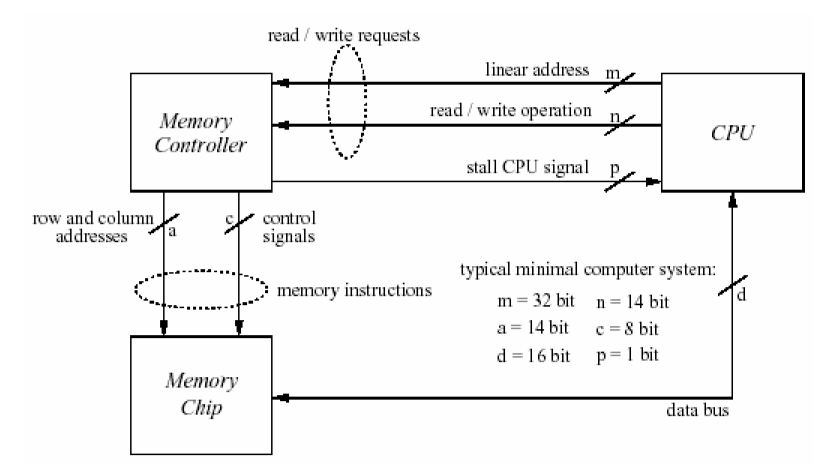 read / write requests
linear address m
Memory
Controller
read / write operation n
CPU
stall CPU signal p
row and column
addresses
a
c
control
signals
typical minimal computer system:
memory instructions
m = 32 bit n = 14 bit
a = 14 bit c = 8 bit
d = 16 bit p = 1 bit
d
Memory
Chip
data bus